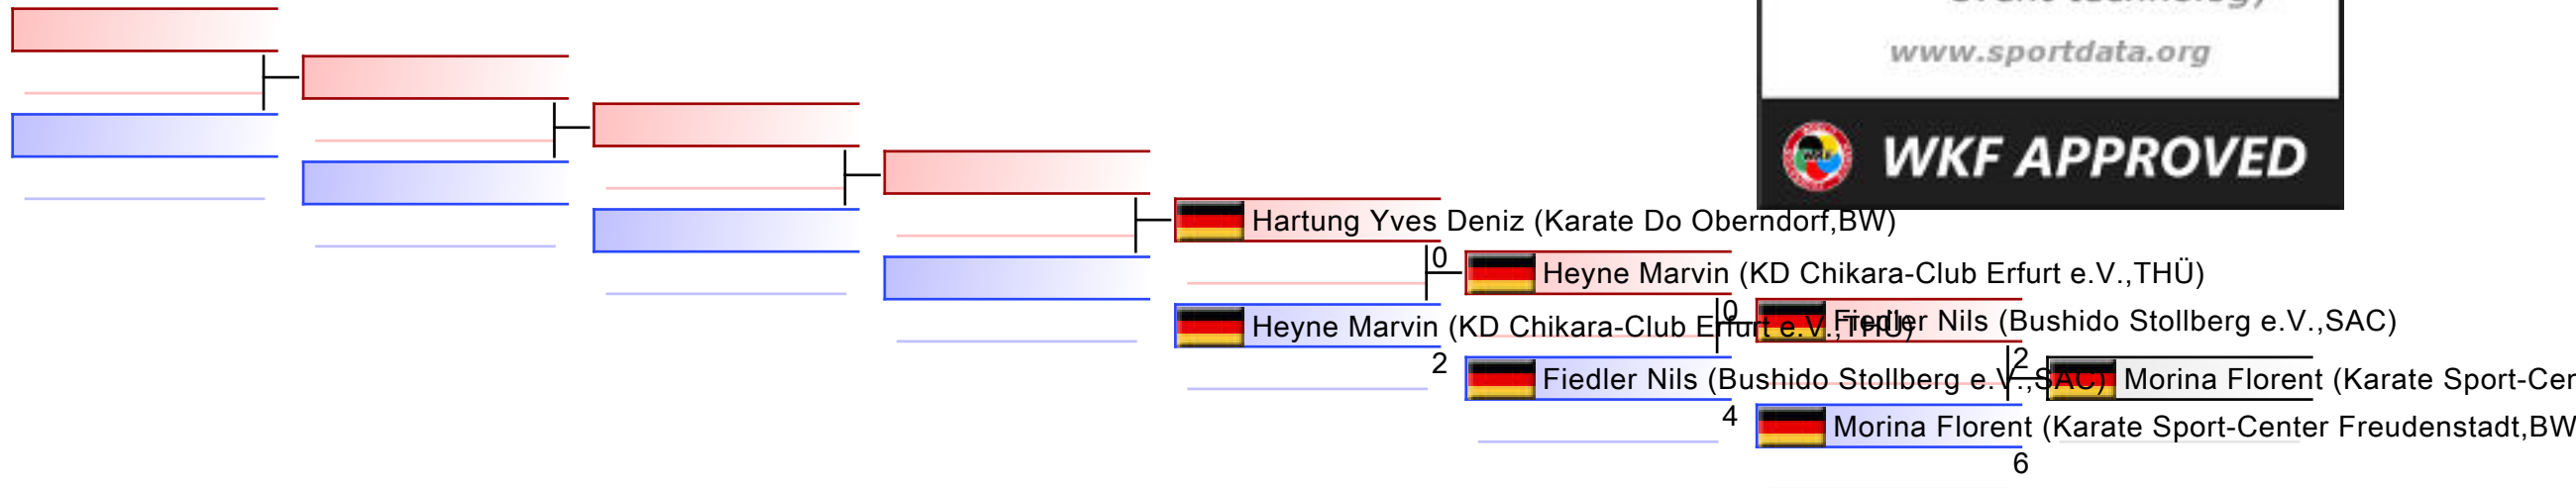 www.sportdata.org
WKF APPROVED
Hartung Yves Deniz (Karate Do Oberndorf,BW)
0
Heyne Marvin (KD Chikara-Club Erfurt e.V.,THÜ)
0
Heyne Marvin (KD Chikara-Club Erfurt e.V.,THÜ)
Fiedler Nils (Bushido Stollberg e.V.,SAC)
2
2
Fiedler Nils (Bushido Stollberg e.V.,SAC)
Morina Florent (Karate Sport-Cen
4
Morina Florent (Karate Sport-Center Freudenstadt,BW
6